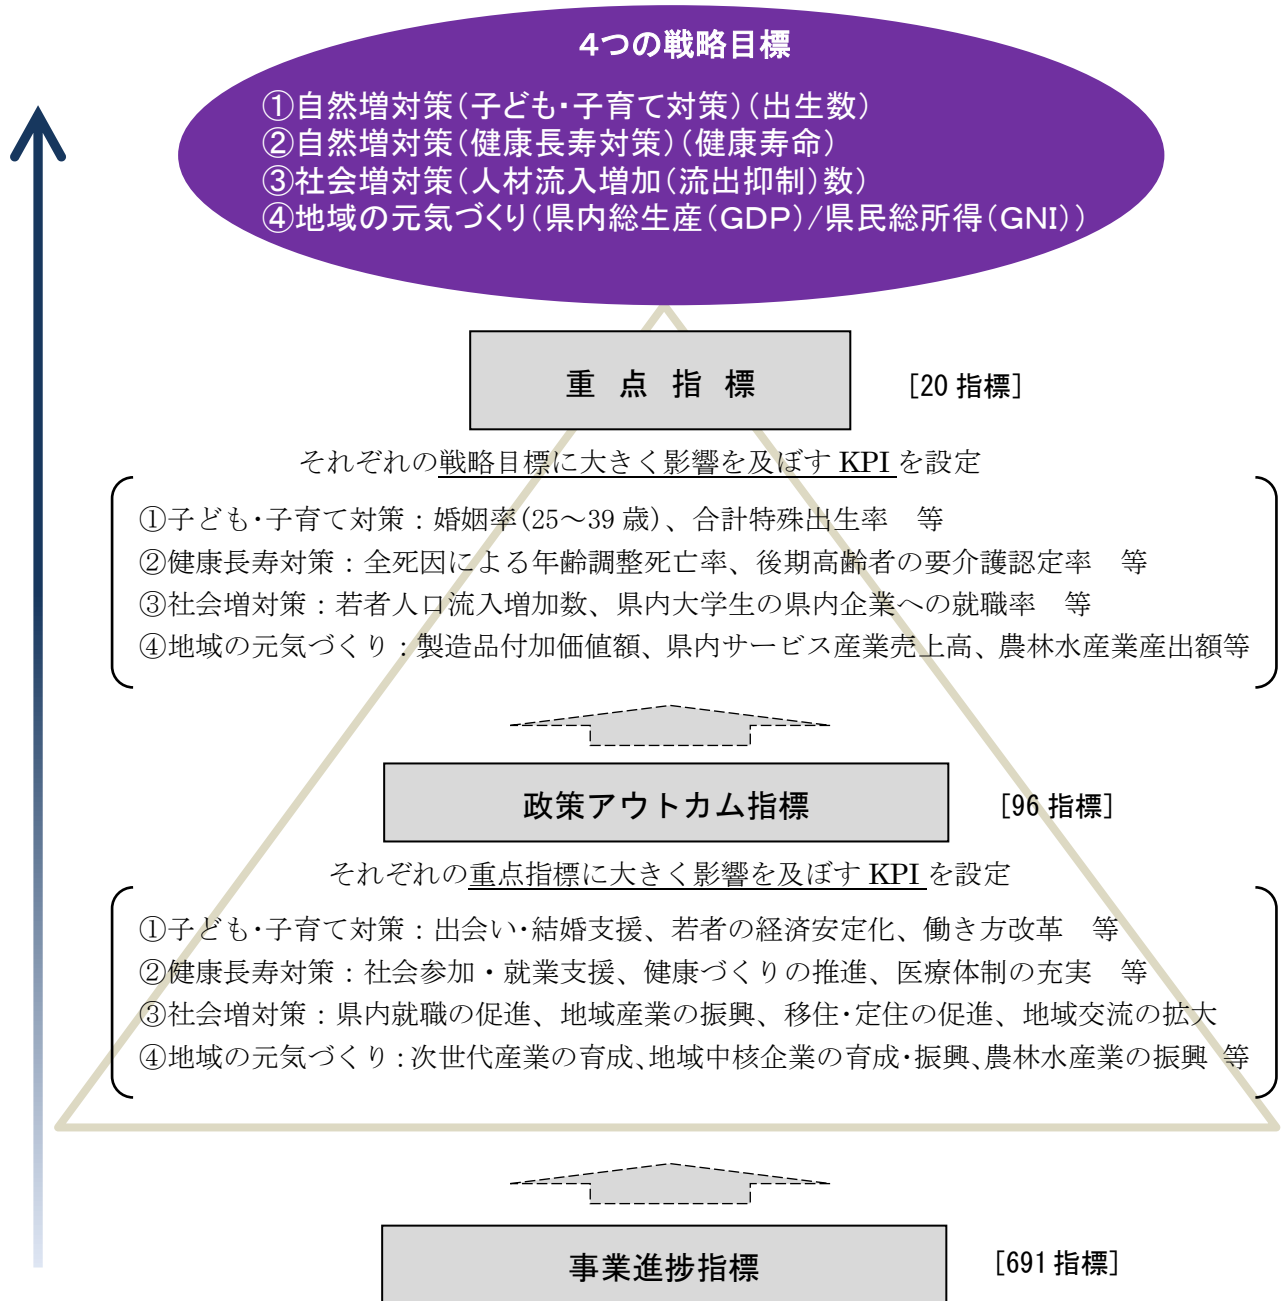 4つの戦略目標
①自然増対策(子ども・子育て対策)(出生数)
②自然増対策(健康長寿対策)(健康寿命)
③社会増対策(人材流入増加(流出抑制)数)
④地域の元気づくり(県内総生産(GDP)/県民総所得(GNI))
重 点 指 標
[20 指標]
それぞれの戦略目標に大きく影響を及ぼす KPI を設定
①子ども・子育て対策：婚姻率(25～39 歳)、合計特殊出生率　等
②健康長寿対策：全死因による年齢調整死亡率、後期高齢者の要介護認定率　等
③社会増対策：若者人口流入増加数、県内大学生の県内企業への就職率　等
④地域の元気づくり：製造品付加価値額、県内サービス産業売上高、農林水産業産出額等
政策アウトカム指標
[96 指標]
それぞれの重点指標に大きく影響を及ぼす KPI を設定
①子ども・子育て対策：出会い・結婚支援、若者の経済安定化、働き方改革　等
②健康長寿対策：社会参加・就業支援、健康づくりの推進、医療体制の充実　等
③社会増対策：県内就職の促進、地域産業の振興、移住・定住の促進、地域交流の拡大
④地域の元気づくり：次世代産業の育成、地域中核企業の育成・振興、農林水産業の振興 等
事業進捗指標
[691 指標]